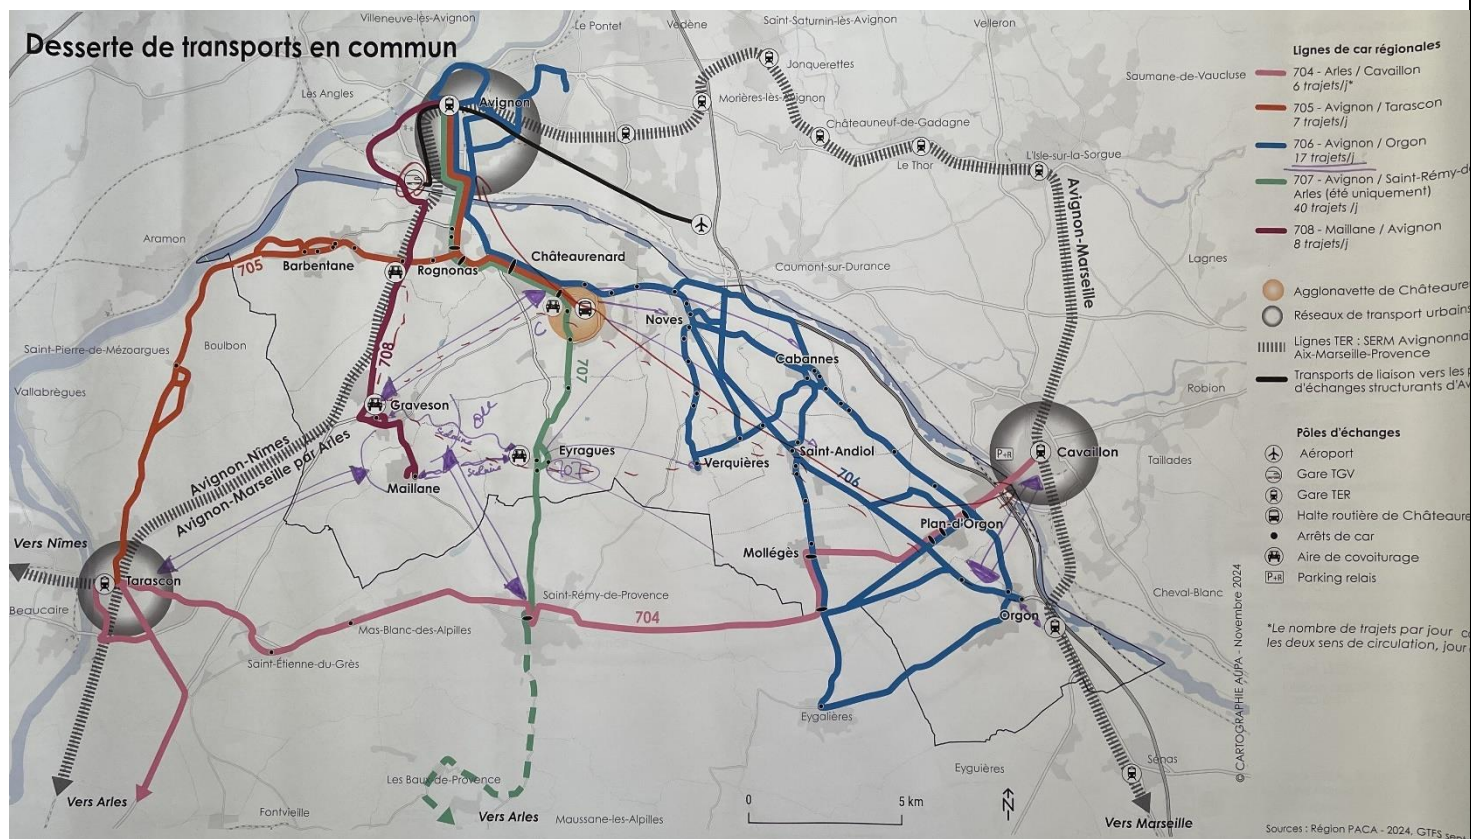 Desserte de transports en commun
Villeneuve-lès-Avignon
Le Pontet
Vedène
Saint-Saturnin-lès-Avignon
Velleron
Jonquerettes
Saumane-de-Vaucluse
Les Angles
Avignon
Morières-lès-Avignon
Châteauneuf-de-Gadagne
Le Thor
L'Isle-sur-la-Sorgue
Avignon-Marseille
Aramon
705
Barbentane
Rognonas
Châteaurenard
Caumont-sur-Durance
Lagnes
Noves
C
Saint-Pierre-de-Mézoargues
Boulbon
708
707
Cabannes
Vallabrègues
Robion
Graveson
Avignon-Nîmes
Avignon-Marseille par Arles
Eyragues
707
Verquières
Saint-Andiol
P+R
Cavaillon
Taillades
Maillane
706
Plan-d'Orgon
Vers Nîmes
Mollégès
Tarascon
Beaucaire
Saint-Rémy-de-Provence
704
Cheval-Blanc
Orgon
Mas-Blanc-des-Alpilles
Saint-Étienne-du-Grès
Eygalières
Les Baux-de-Provence
Eyguières
Sénas
Vers Arles
Fontvieille
Vers Arles
Maussane-les-Alpilles
0
5 km
N
Vers Marseille
© CARTOGRAPHIE AUPA - Novembre 2024
Lignes de car régionales
704 - Arles / Cavaillon
6 trajets/j*
705 - Avignon / Tarascon
7 trajets/j
706 - Avignon / Orgon
17 trajets/j
707 - Avignon / Saint-Rémy-d
Arles (été uniquement)
40 trajets /j
708 - Maillane / Avignon
8 trajets/j
Agglonavette de Châteaure
Réseaux de transport urbains
Lignes TER : SERM Avignonna
Aix-Marseille-Provence
Transports de liaison vers les p
d'échanges structurants d'Av
Pôles d'échanges
Aéroport
Gare TGV
Gare TER
Halte routière de Châteaure
Arrêts de car
Aire de covoiturage
P+R Parking relais
*Le nombre de trajets par jour co
les deux sens de circulation, jour
Sources : Région PACA - 2024, GTFS